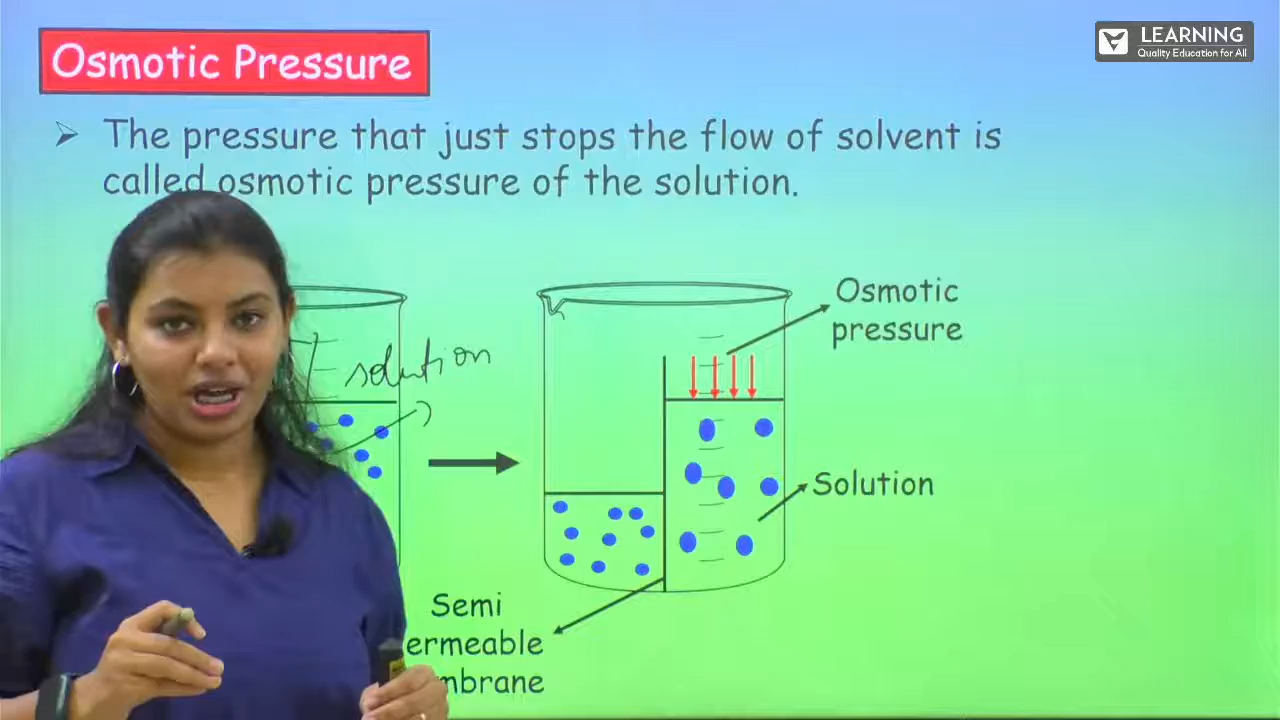 Osmotic Pressure
LEARNING
Quality Education for All
➢ The pressure that just stops the flow of solvent is
called osmotic pressure of the solution.
Osmotic
pressure
solution
Solution
Semi
ermeable
mbrane